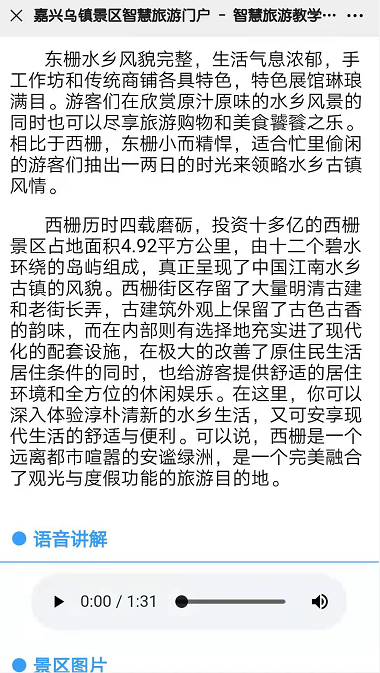 嘉兴乌镇景区智慧旅游门户 - 智慧旅游教学…
东栅水乡风貌完整，生活气息浓郁，手
工作坊和传统商铺各具特色，特色展馆琳琅
满目。游客们在欣赏原汁原味的水乡风景的
同时也可以尽享旅游购物和美食饕餮之乐。
相比于西栅，东栅小而精悍，适合忙里偷闲
的游客们抽出一两日的时光来领略水乡古镇
风情。
西栅历时四载磨砺，投资十多亿的西栅
景区占地面积4.92平方公里，由十二个碧水
环绕的岛屿组成，真正呈现了中国江南水乡
古镇的风貌。西栅街区存留了大量明清古建
和老街长弄，古建筑外观上保留了古色古香
的韵味，而在内部则有选择地充实进了现代
化的配套设施，在极大的改善了原住民生活
居住条件的同时，也给游客提供舒适的居住
环境和全方位的休闲娱乐。在这里，你可以
深入体验淳朴清新的水乡生活，又可安享现
代生活的舒适与便利。可以说，西栅是一个
远离都市喧嚣的安谧绿洲，是一个完美融合
了观光与度假功能的旅游目的地。
语音讲解
0:00 / 1:31
景区图片